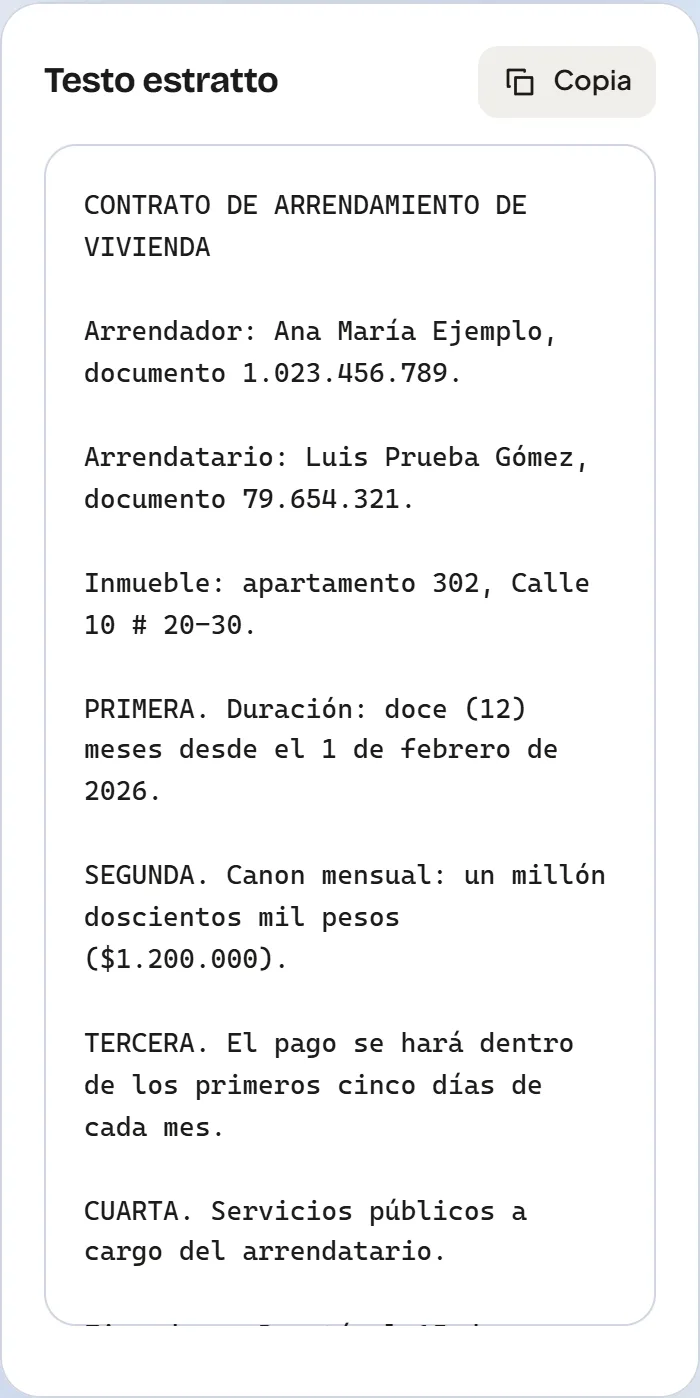 Testo estratto
Copia
CONTRATO DE ARRENDAMIENTO DE
VIVIENDA
Arrendador: Ana María Ejemplo,
documento 1.023.456.789.
Arrendatario: Luis Prueba Gómez,
documento 79.654.321.
Inmueble: apartamento 302, Calle
10 # 20-30.
PRIMERA. Duración: doce (12)
meses desde el 1 de febrero de
2026.
SEGUNDA. Canon mensual: un millón
doscientos mil pesos
($1.200.000).
TERCERA. El pago se hará dentro
de los primeros cinco días de
cada mes.
CUARTA. Servicios públicos a
cargo del arrendatario.